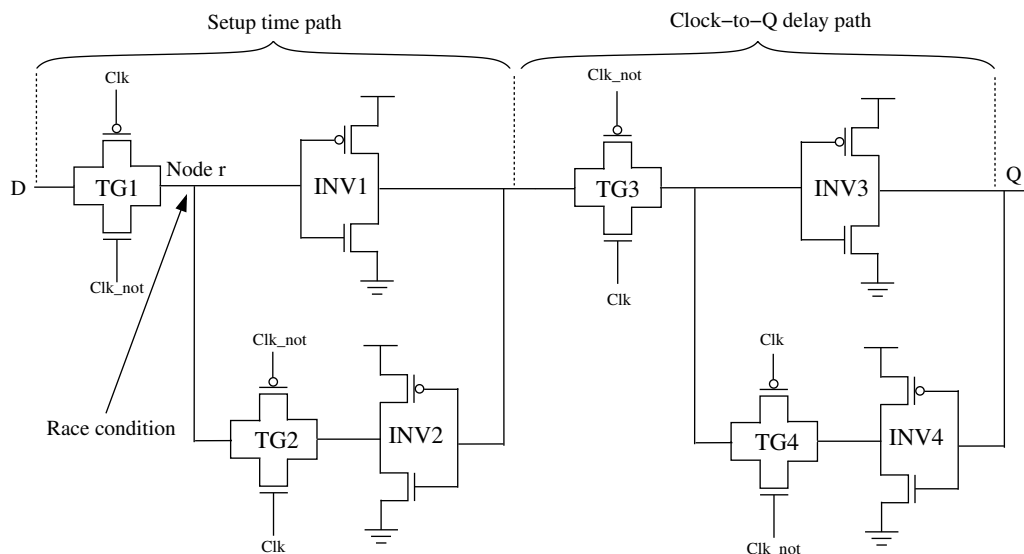 Setup time path
Clock−to−Q delay path
Clk
Clk_not
D
TG1
Node r
INV1
TG3
INV3
Q
Clk_not
Clk
Clk_not
Clk
Race condition
TG2
INV2
TG4
INV4
Clk
Clk_not